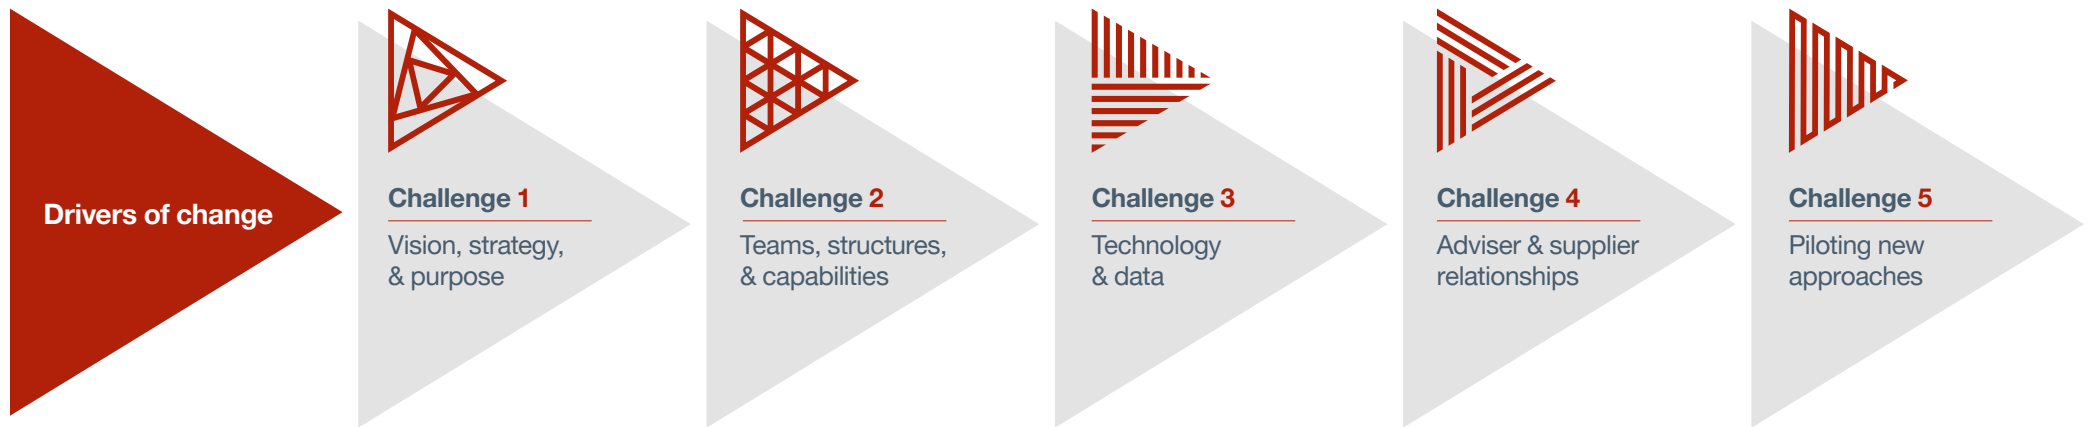 Drivers of change
Challenge 1
Vision, strategy,
& purpose
Challenge 2
Teams, structures,
& capabilities
Challenge 3
Technology
& data
Challenge 4
Adviser & supplier
relationships
Challenge 5
Piloting new
approaches